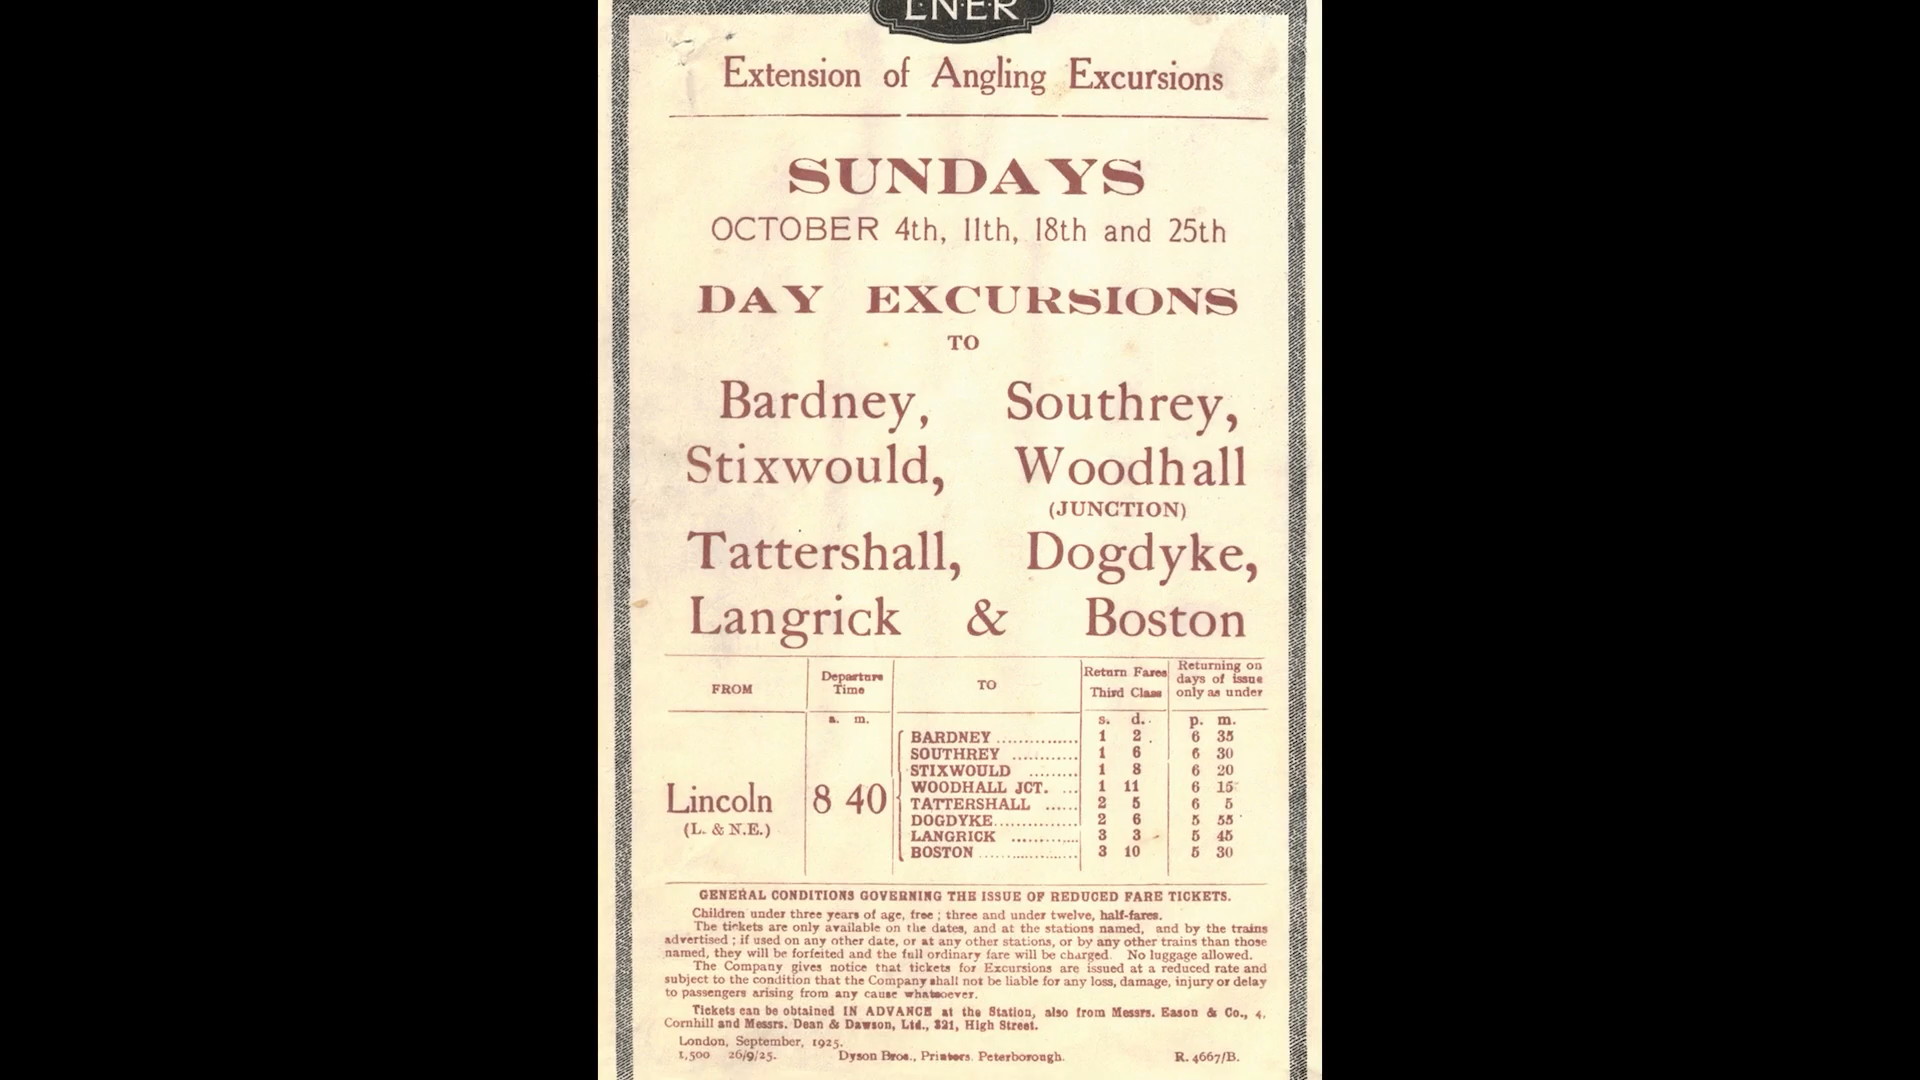 L·N·E·R
Extension of Angling Excursions
SUNDAYS
OCTOBER 4th, 11th, 18th and 25th
DAY EXCURSIONS
TO
Bardney, Southrey,
Stixwould, Woodhall
(JUNCTION)
Tattershall, Dogdyke,
Langrick & Boston
FROM Departure Time TO Return Fares Third Class Returning on days of issue only as under
a. m. s. d. p. m.
BARDNEY .............. 1 2 6 35
SOUTHREY ............ 1 6 6 30
STIXWOULD ......... 1 8 6 20
WOODHALL JCT. ... 1 11 6 15
Lincoln 8 40
TATTERSHALL ...... 2 5 6 5
DOGDYKE............... 2 6 5 55
(L. & N.E.)
LANGRICK ............ 3 3 5 45
BOSTON .................. 3 10 5 30
GENERAL CONDITIONS GOVERNING THE ISSUE OF REDUCED FARE TICKETS.
Children under three years of age, free ; three and under twelve, half-fares.
The tickets are only available on the dates, and at the stations named, and by the trains
advertised ; if used on any other date, or at any other stations, or by any other trains than those
named, they will be forfeited and the full ordinary fare will be charged. No luggage allowed.
The Company gives notice that tickets for Excursions are issued at a reduced rate and
subject to the condition that the Company shall not be liable for any loss, damage, injury or delay
to passengers arising from any cause whatsoever.
Tickets can be obtained IN ADVANCE at the Station, also from Messrs. Eason & Co., 4,
Cornhill and Messrs. Dean & Dawson, Ltd., 321, High Street.
London, September, 1925.
1,500 26/9/25. Dyson Bros., Printers, Peterborough. R. 4667/B.